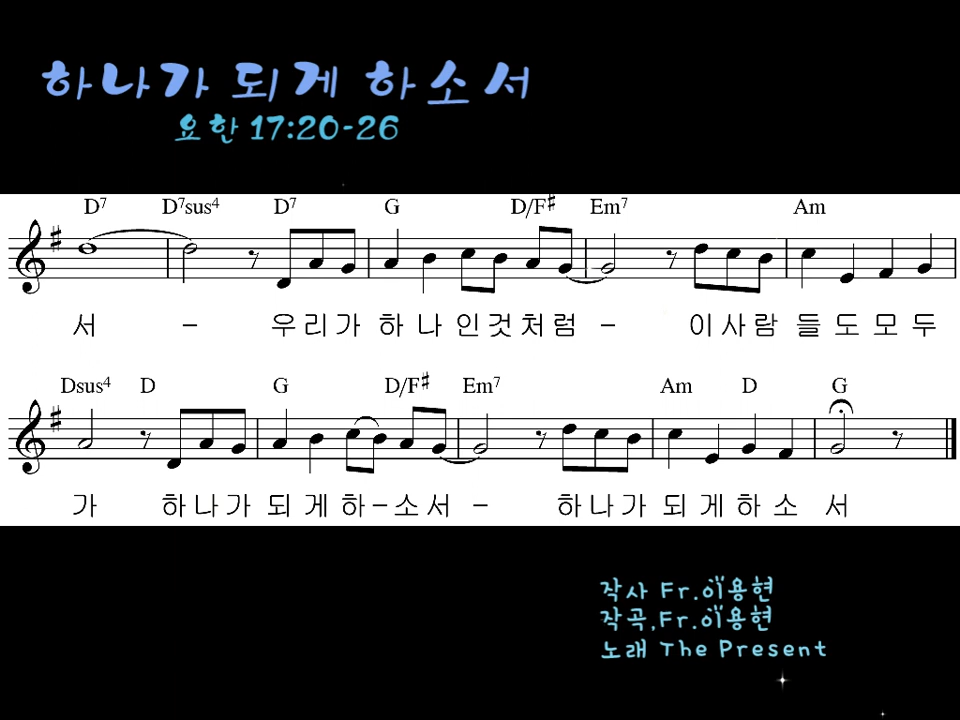 하나가 되게 하소서
요한 17:20-26
D7 D7sus4 D7 G D/F♯ Em7 Am
서 - 우리가 하나인것처럼 - 이사람들도모두
Dsus4 D G D/F♯ Em7 Am D G
가 하나가 되게하-소서 - 하나가 되게하소 서
작사 Fr.이용현
작곡,Fr.이용현
노래 The Present